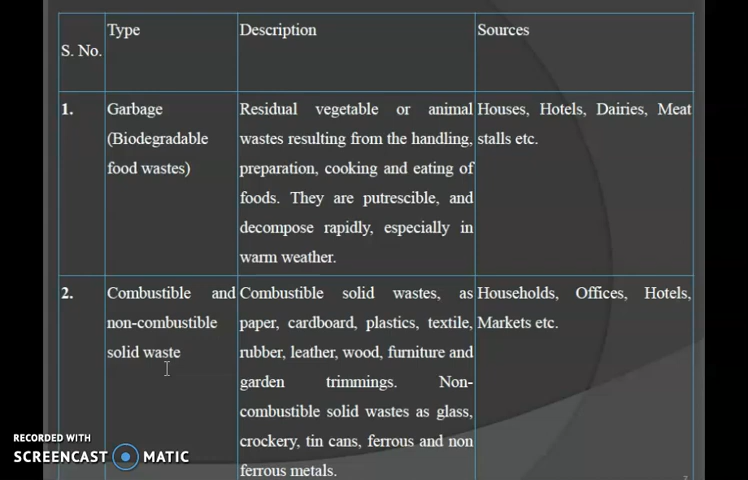 S. No.
Type
Description
Sources
1.
Garbage
(Biodegradable
food wastes)
Residual vegetable or animal
wastes resulting from the handling,
preparation, cooking and eating of
foods. They are putrescible, and
decompose rapidly, especially in
warm weather.
Houses, Hotels, Dairies, Meat
stalls etc.
2.
Combustible and
non-combustible
solid waste
Combustible solid wastes, as
paper, cardboard, plastics, textile,
rubber, leather, wood, furniture and
garden trimmings. Non-
combustible solid wastes as glass,
crockery, tin cans, ferrous and non
ferrous metals.
Households, Offices, Hotels,
Markets etc.
RECORDED WITH
SCREENCAST MATIC